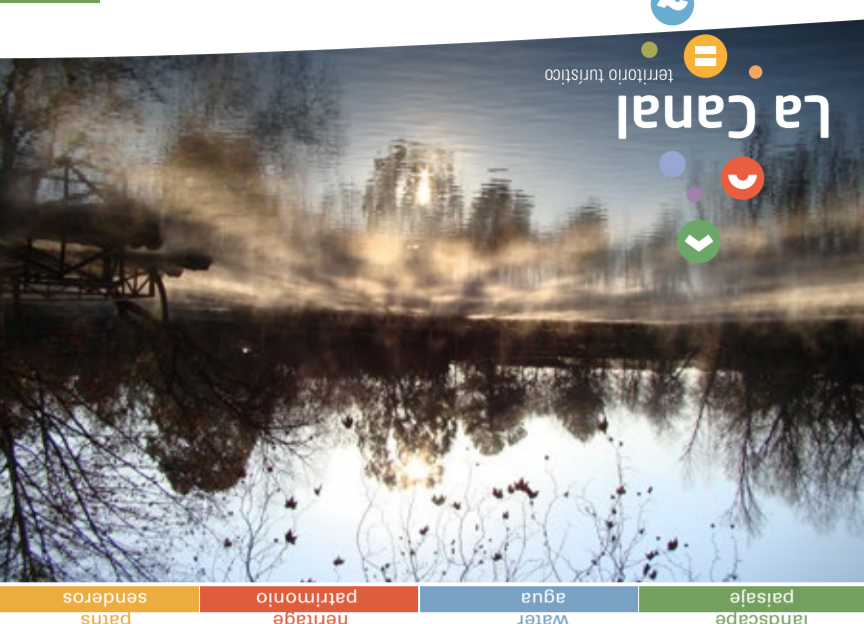 landscape water heritage paths
paisaje agua patrimonio senderos
La Canal
territorio turístico